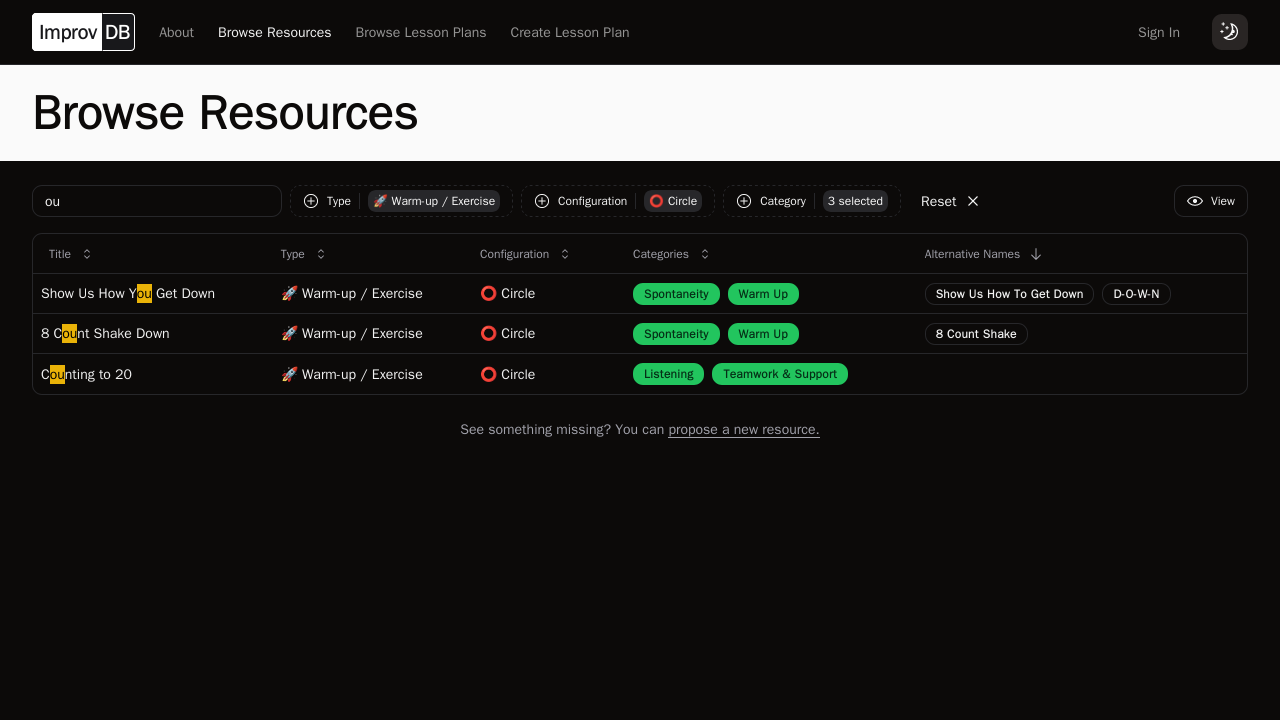 Improv DB About Browse Resources Browse Lesson Plans Create Lesson Plan Sign In
Browse Resources
ou Type 🚀 Warm-up / Exercise Configuration ⭕ Circle Category 3 selected Reset View
Title Type Configuration Categories Alternative Names
Show Us How You Get Down 🚀 Warm-up / Exercise ⭕ Circle Spontaneity Warm Up Show Us How To Get Down D-O-W-N
8 Count Shake Down 🚀 Warm-up / Exercise ⭕ Circle Spontaneity Warm Up 8 Count Shake
Counting to 20 🚀 Warm-up / Exercise ⭕ Circle Listening Teamwork & Support
See something missing? You can propose a new resource.